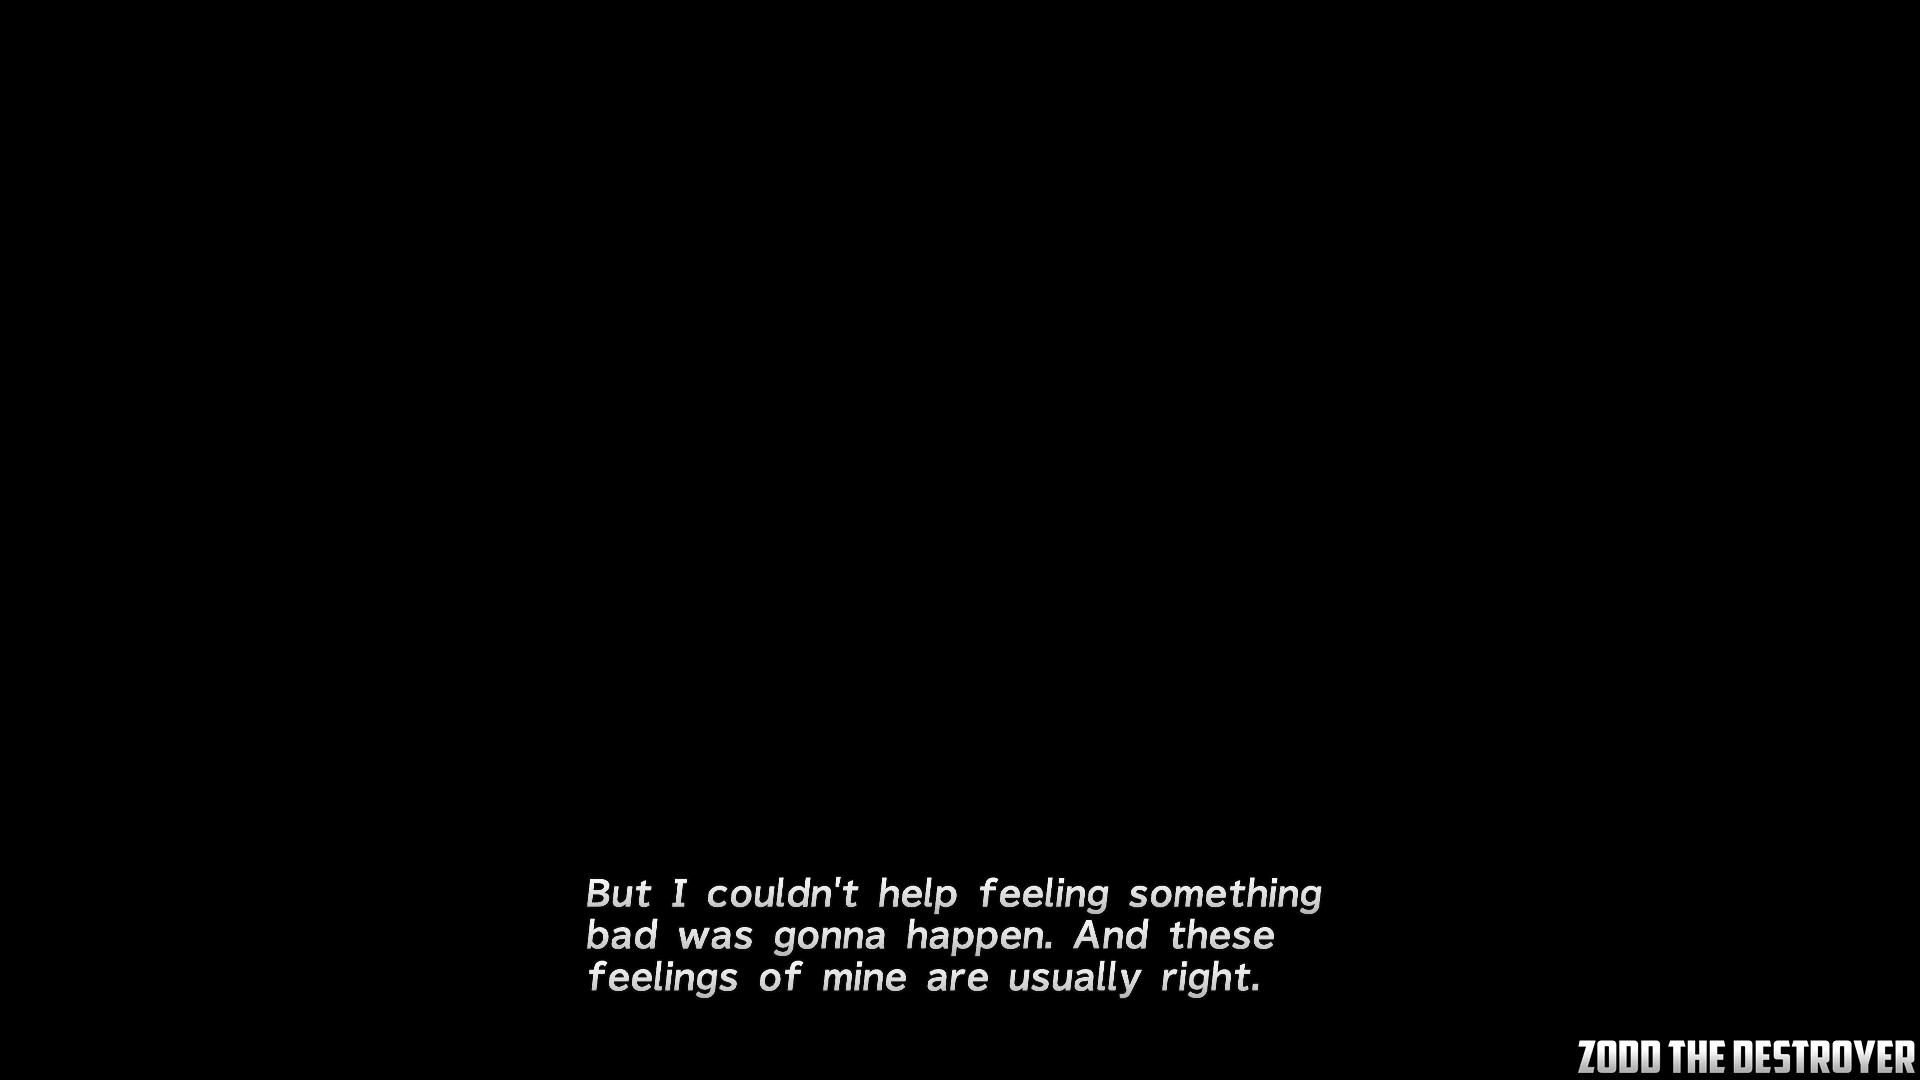 But I couldn't help feeling something
bad was gonna happen. And these
feelings of mine are usually right.
ZODD THE DESTROYER